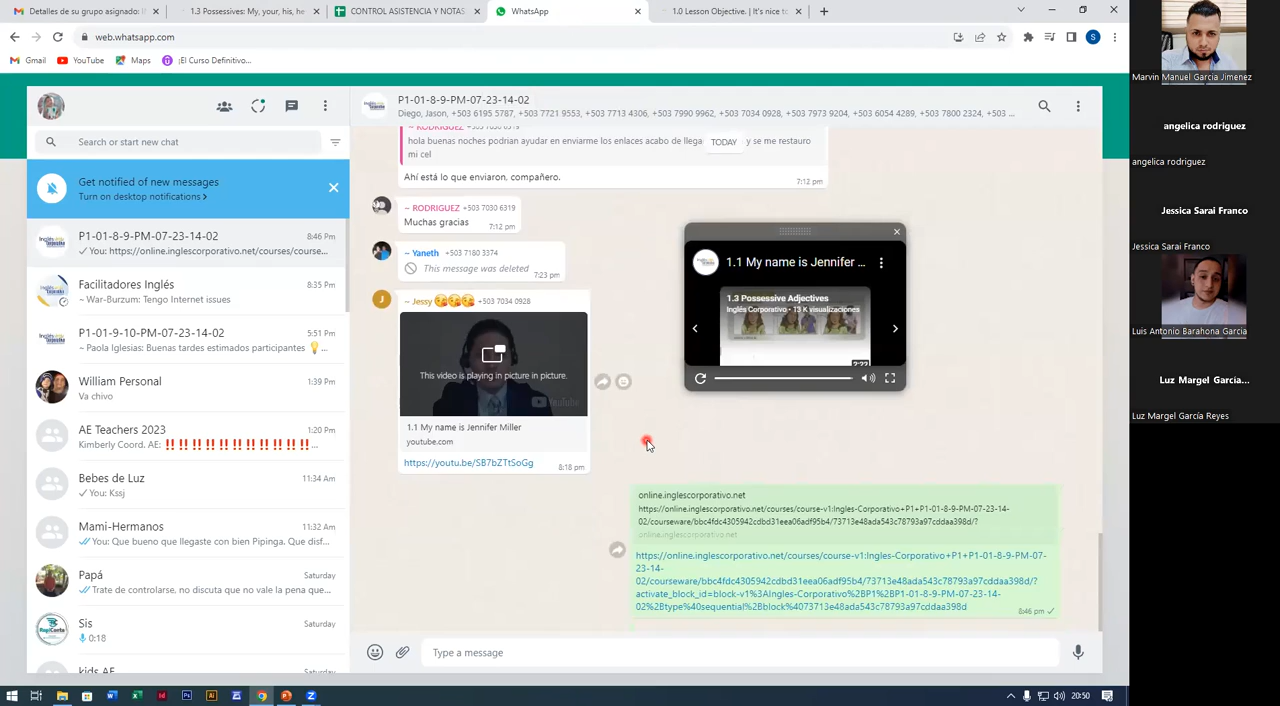 Detalles de su grupo asignado: I
1.3 Possessives: My, your, his, he
CONTROL ASISTENCIA Y NOTAS
WhatsApp
1.0 Lesson Objective. | It's nice to
web.whatsapp.com
Gmail
YouTube
Maps
¡El Curso Definitivo...
S
Search or start new chat
Get notified of new messages
Turn on desktop notifications >
P1-01-8-9-PM-07-23-14-02
8:46 Pm
You: https://online.inglescorporativo.net/courses/course...
Facilitadores Inglés
8:35 Pm
~ War-Burzum: Tengo Internet issues
P1-01-9-10-PM-07-23-14-02
5:51 Pm
~ Paola Iglesias: Buenas tardes estimados participantes
William Personal
1:39 Pm
Va chivo
AE Teachers 2023
1:20 Pm
Kimberly Coord. AE:
Bebes de Luz
11:34 Am
You: Kssj
Mami-Hermanos
11:32 Am
You: Que bueno que llegaste con bien Pipinga. Que disf...
Papá
Saturday
Trate de controlarse. no discuta que no vale la pena que...
Sis
Saturday
0:18
kids AE
Saturday
P1-01-8-9-PM-07-23-14-02
Diego, Jason, +503 6195 5787, +503 7721 9553, +503 7713 4306, +503 7990 9962, +503 7034 0928, +503 7973 9204, +503 6054 4289, +503 7800 2324, +503 ...
~ RODRIGUEZ +503 7030 6319
hola buenas noches podrian ayudar en enviarme los enlaces acabo de llega
TODAY
y se me restauro
mi cel
Ahí está lo que enviaron, compañero.
7:12 pm
~ RODRIGUEZ +503 7030 6319
Muchas gracias
7:12 pm
~ Yaneth +503 7180 3374
This message was deleted
7:23 pm
J
~ Jessy
+503 7034 0928
This video is playing in picture in picture.
YouTube
1.1 My name is Jennifer Miller
youtube.com
https://youtu.be/SB7bZTtSoGg
8:18 pm
1.1 My name is Jennifer ...
1.3 Possessive Adjectives
Inglés Corporativo • 13 K visualizaciones
2:22
online.inglescorporativo.net
https://online.inglescorporativo.net/courses/course-v1:Ingles-Corporativo+P1+P1-01-8-9-PM-07-23-14-
02/courseware/bbc4fdc4305942cdbd31eea06adf95b4/73713e48ada543c78793a97cddaa398d/?
online.inglescorporativo.net
https://online.inglescorporativo.net/courses/course-v1:Ingles-Corporativo+P1+P1-01-8-9-PM-07-
23-14-
02/courseware/bbc4fdc4305942cdbd31eea06adf95b4/73713e48ada543c78793a97cddaa398d/?
activate_block_id=block-v1%3AIngles-Corporativo%2BP1%2BP1-01-8-9-PM-07-23-14-
02%2Btype%40sequential%2Bblock%4073713e48ada543c78793a97cddaa398d
8:46 pm
Type a message
20:50
Marvin Manuel Garcia Jimenez
angelica rodriguez
angelica rodriguez
Jessica Sarai Franco
Jessica Sarai Franco
Luis Antonio Barahona Garcia
Luz Margel Garcia...
Luz Margel García Reyes